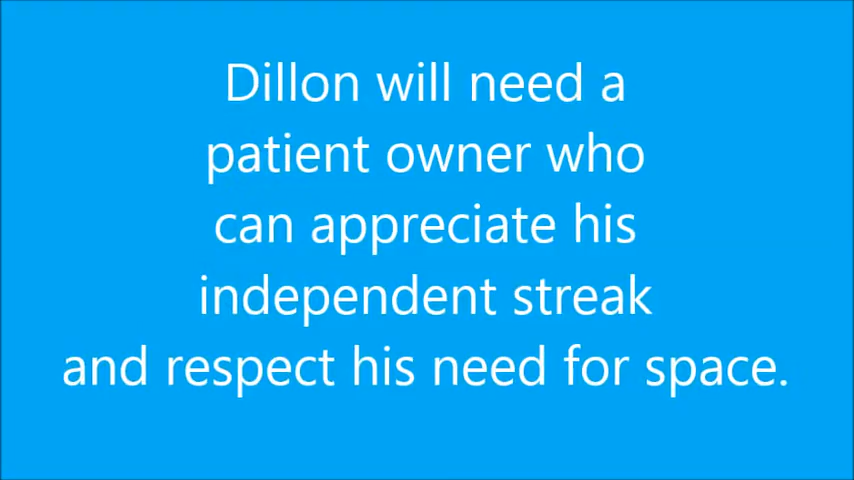 Dillon will need a
patient owner who
can appreciate his
independent streak
and respect his need for space.